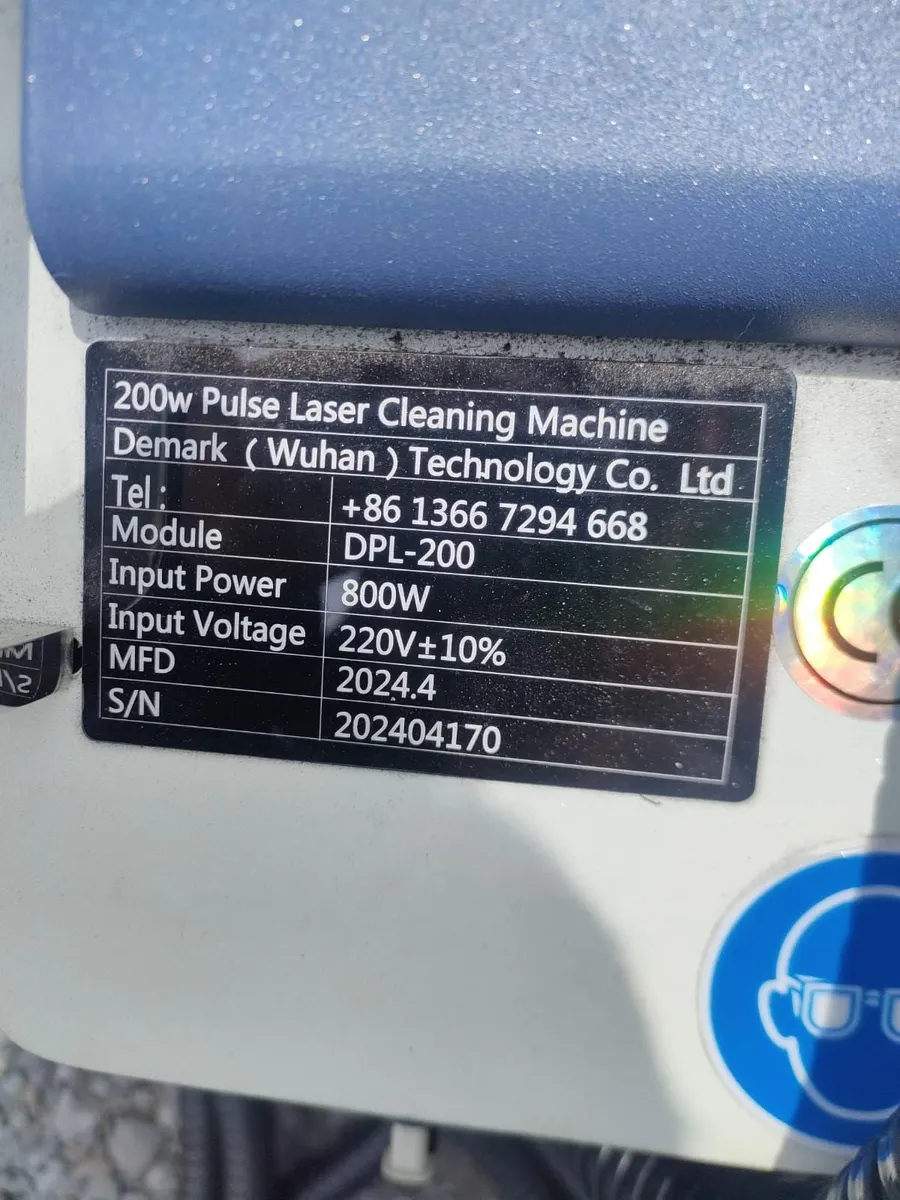 200w Pulse Laser Cleaning Machine
Demark (Wuhan) Technology Co. Ltd.
Tel: +86 1366 7294 668
Module DPL-200
Input Power 800W
Input Voltage 220V±10%
MFD 2024.4
S/N 202404170